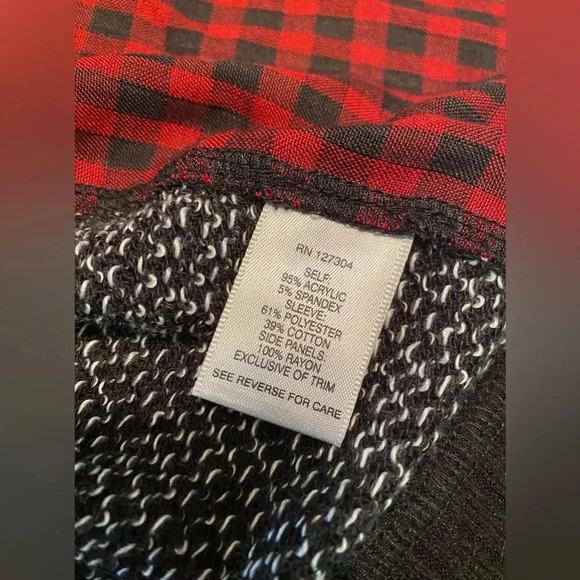 RN 127304
SELF:
95% ACRYLIC
5% SPANDEX
SLEEVE:
61% POLYESTER
39% COTTON
SIDE PANELS:
100% RAYON
EXCLUSIVE OF TRIM
SEE REVERSE FOR CARE